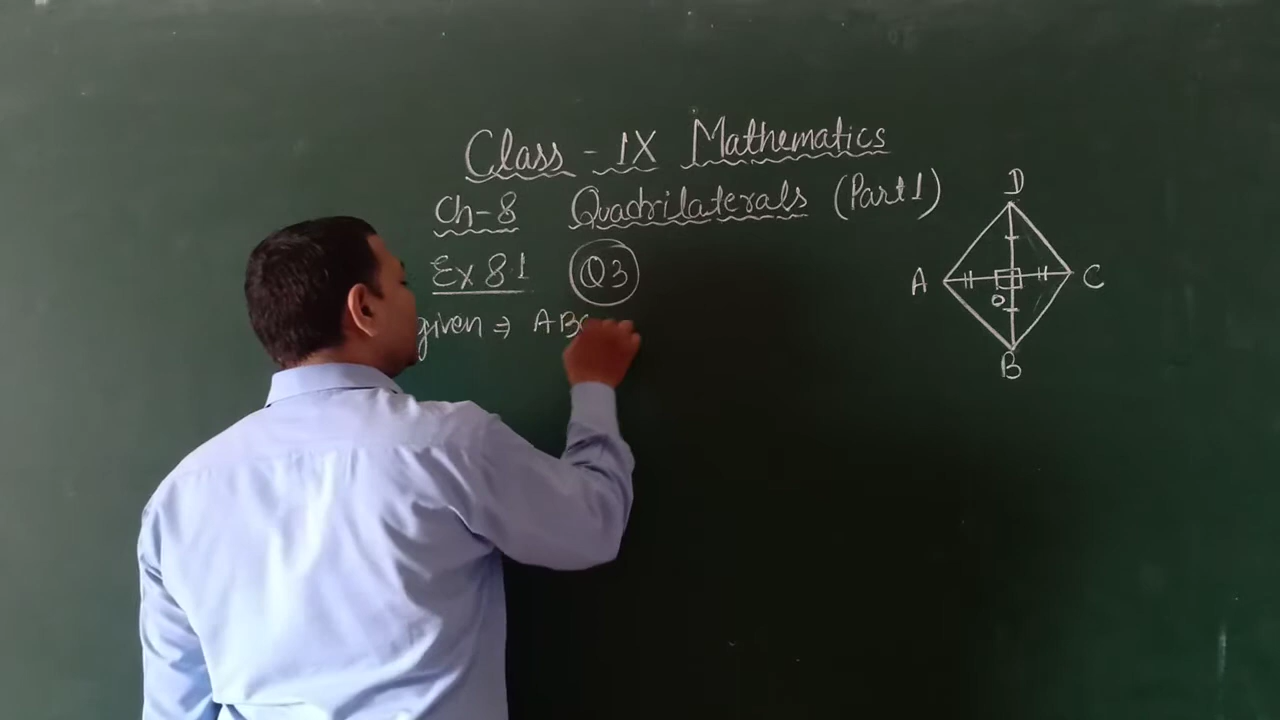 Class - IX Mathematics
Ch-8 Quadrilaterals (Part 1)
Ex 8.1 Q3
given ⇒ ABC
D
A
C
O
B